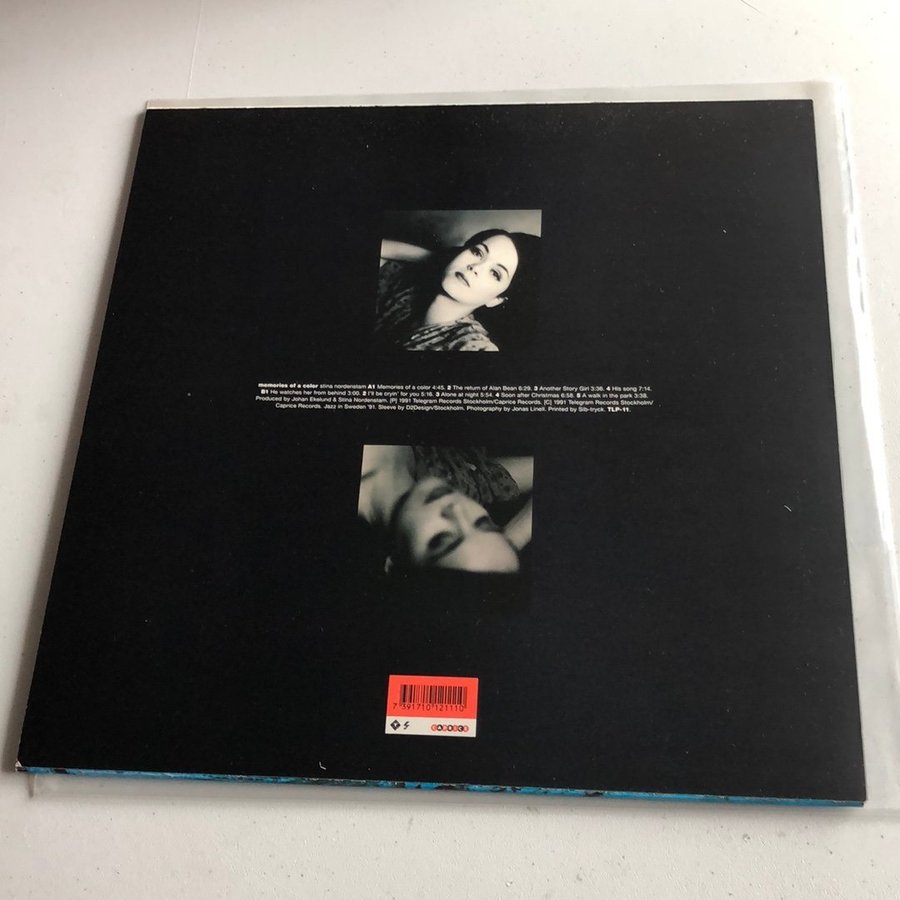 memories of a color stina nordenstam A1 Memories of a color 4:45. 2 The return of Alan Bean 6:29. 3 Another Story Girl 3:36. 4 His song 7:14.
B1 He watches her from behind 3:00. 2 I'll be cryin' for you 5:16. 3 Alone at night 5:54. 4 Soon after Christmas 6:58. 5 A walk in the park 3:38.
Produced by Johan Ekelund & Stina Nordenstam. [P] 1991 Telegram Records Stockholm/Caprice Records. [C] 1991 Telegram Records Stockholm/
Caprice Records. Jazz in Sweden '91. Sleeve by D2Design/Stockholm. Photography by Jonas Linell. Printed by Sib-tryck. TLP-11.
7 391710 121110
CAPRICE